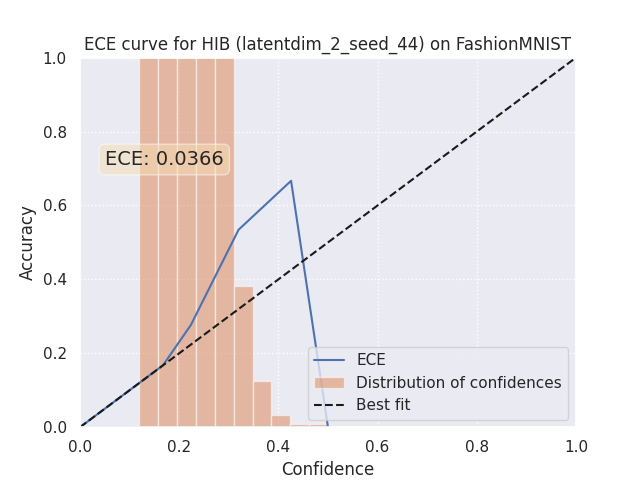 ECE curve for HIB (latentdim_2_seed_44) on FashionMNIST
1.0
0.8
0.6
0.4
0.2
0.0
Accuracy
ECE: 0.0366
ECE
Distribution of confidences
Best fit
0.0 0.2 0.4 0.6 0.8 1.0
Confidence